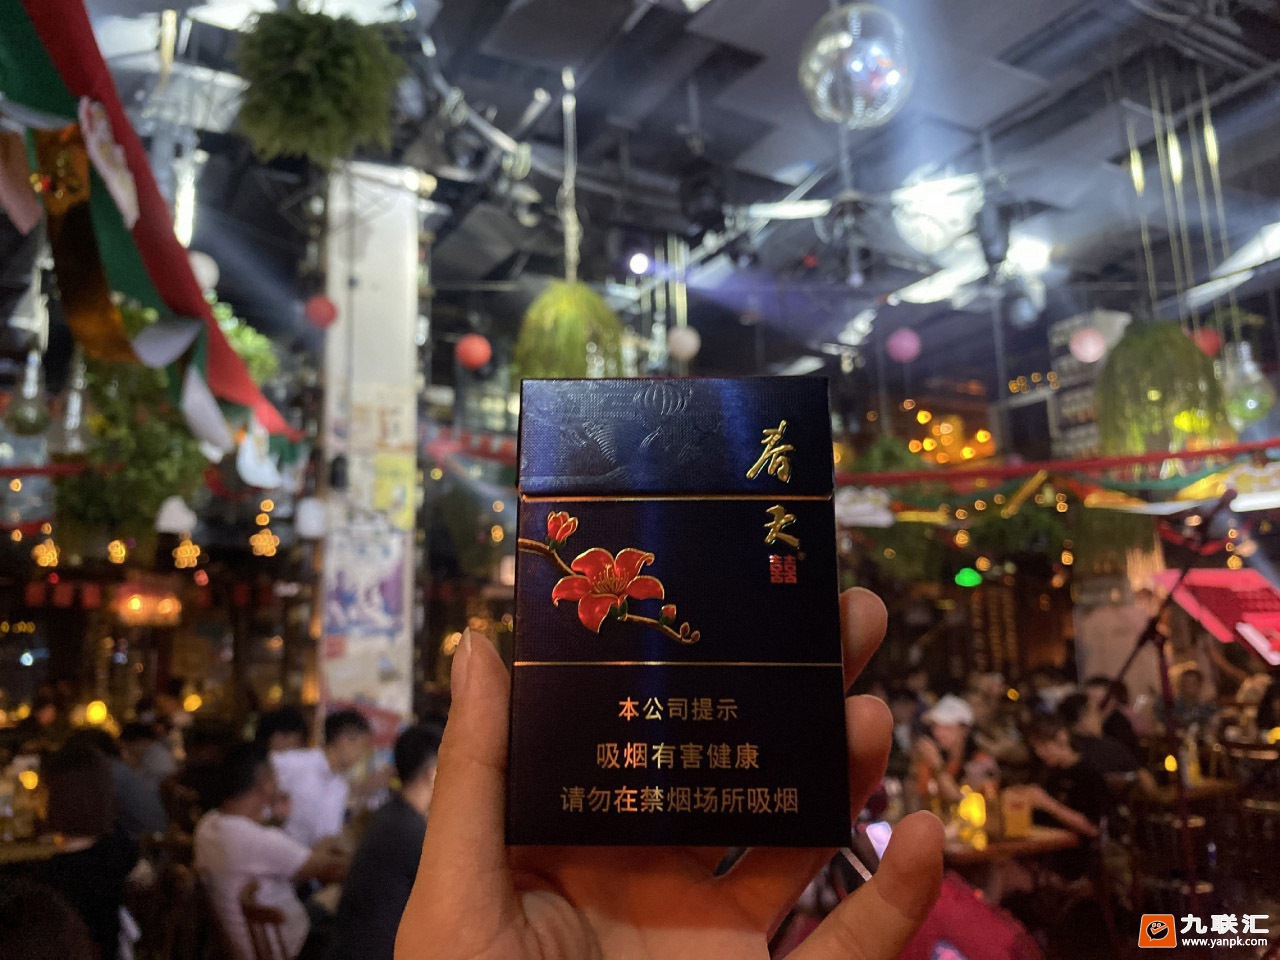 春
天
囍
本公司提示
吸烟有害健康
请勿在禁烟场所吸烟
九联汇
www.yanpk.com